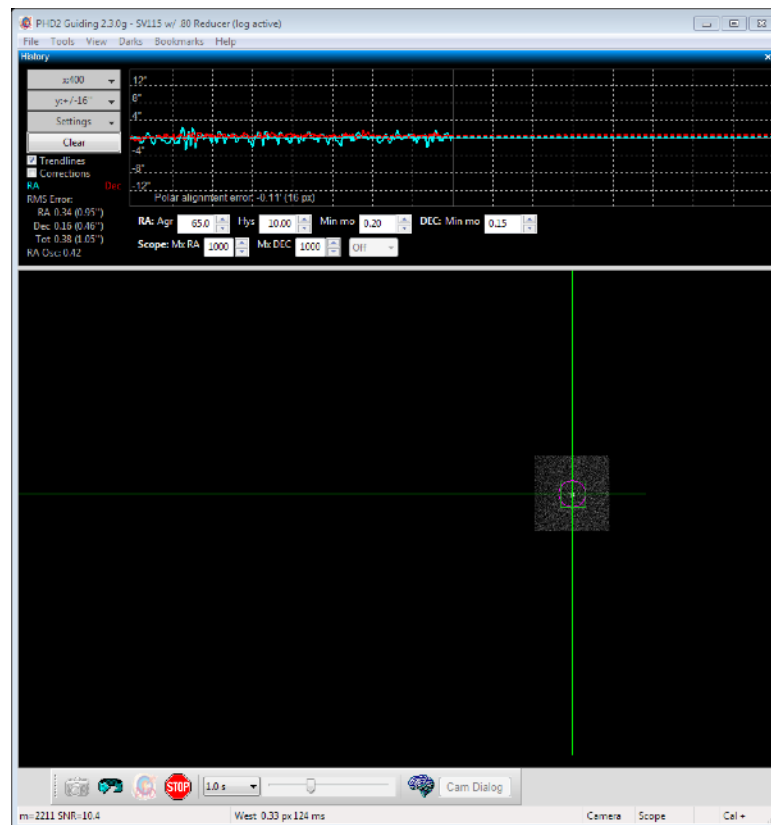 PHD2 Guiding 2.3.0g - SV115 w/ .80 Reducer (log active)
File Tools View Darks Bookmarks Help
History
x:400
y:+/-16"
Settings
Clear
Trendlines
Corrections
RA Dec
RMS Error:
RA 0.34 (0.95")
Dec 0.16 (0.46")
Tot 0.38 (1.05")
RA Osc: 0.42
12"
8"
4"
-4"
-8"
-12"
Polar alignment error: -0.11' (16 px)
RA: Agr 65.0 Hys 10.00 Min mo 0.20 DEC: Min mo 0.15
Scope: Mx RA 1000 Mx DEC 1000 Off
STOP 1.0 s Cam Dialog
m=2211 SNR=10.4 West 0.33 px 124 ms Camera Scope Cal +